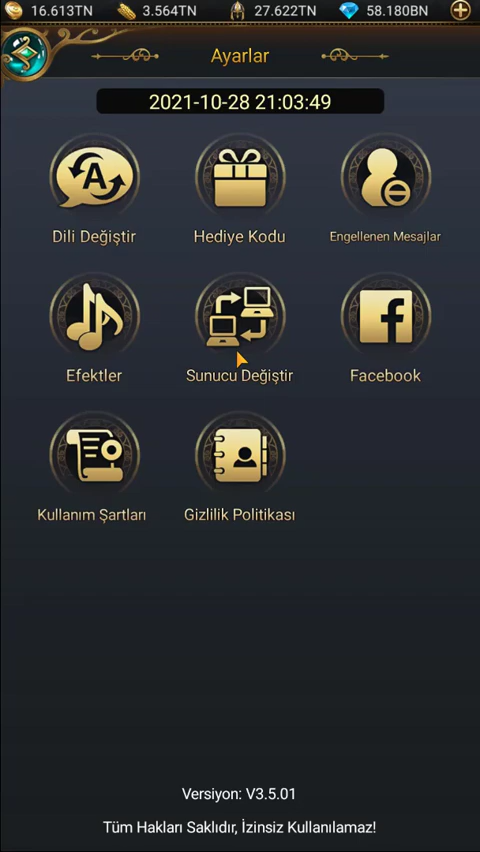 16.613TN 3.564TN 27.622TN 58.180BN
Ayarlar
2021-10-28 21:03:49
Dili Değiştir Hediye Kodu Engellenen Mesajlar
Efektler Sunucu Değiştir Facebook
Kullanım Şartları Gizlilik Politikası
Versiyon: V3.5.01
Tüm Hakları Saklıdır, İzinsiz Kullanılamaz!